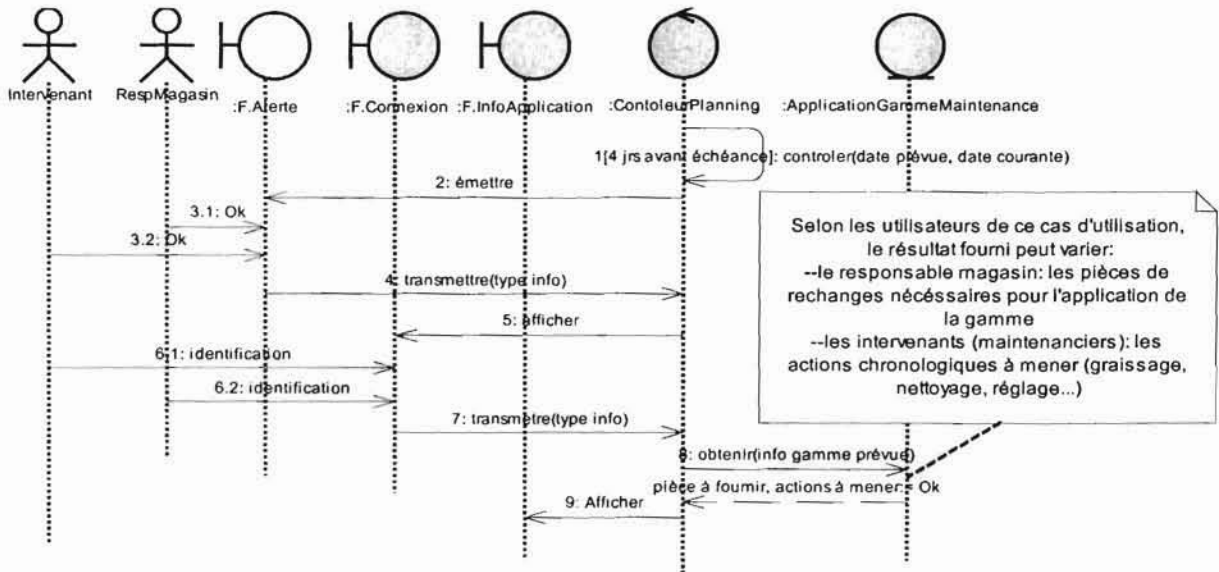 Intervenant
RespMagasin
:F.Alerte
:F.Connexion
:F.InfoApplication
:ContoleurPlanning
:ApplicationGammeMaintenance
1[4 jrs avant échéance]: controler(date prévue, date courante)
2: émettre
3.1: Ok
3.2: Ok
4: transmettre(type info)
5: afficher
6.1: identification
6.2: identification
7: transmetre(type info)
8: obtenir(info gamme prévue)
pièce à fournir, actions à mener:= Ok
9: Afficher
Selon les utilisateurs de ce cas d'utilisation,
le résultat fourni peut varier:
--le responsable magasin: les pièces de
rechanges nécéssaires pour l'application de
la gamme
--les intervenants (maintenanciers): les
actions chronologiques à mener (graissage,
nettoyage, réglage...)